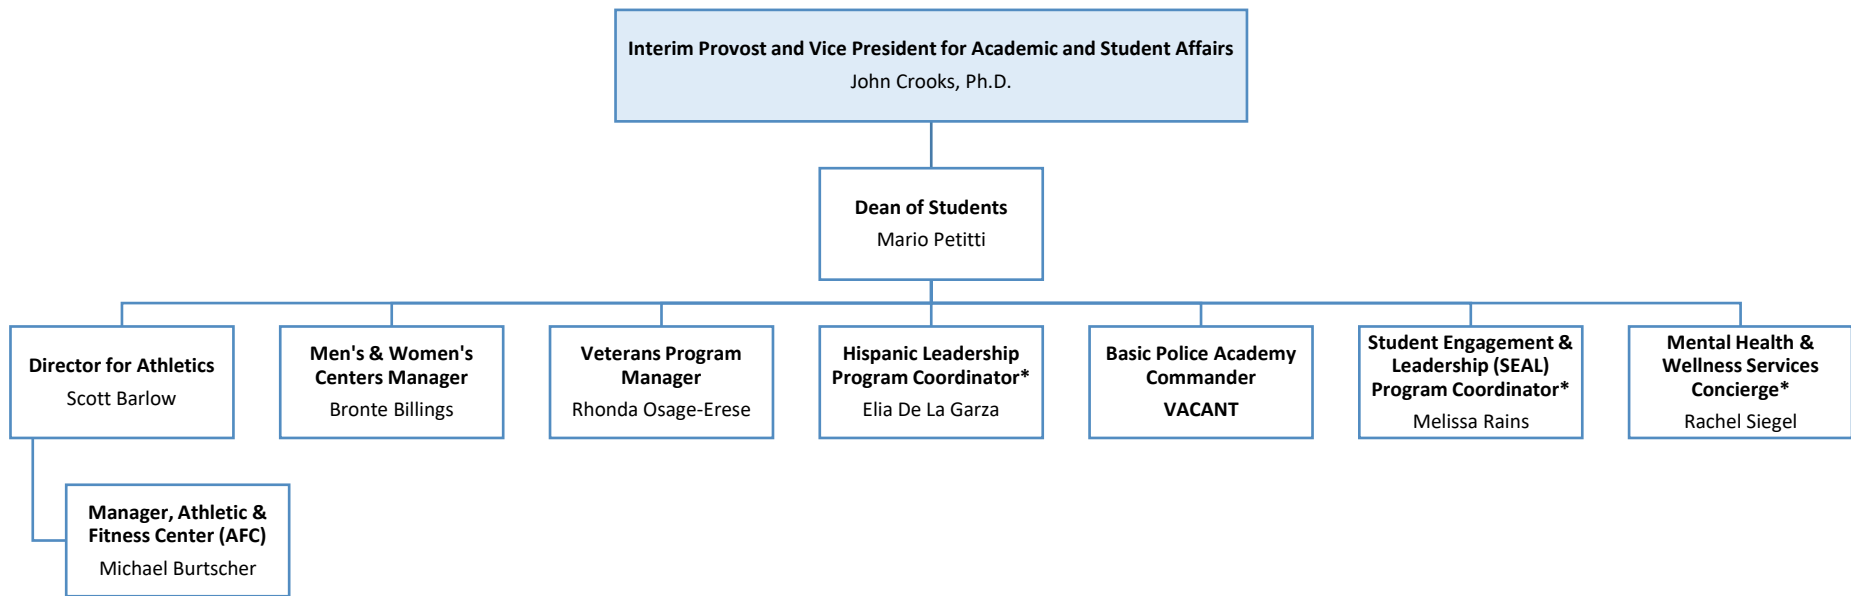 Interim Provost and Vice President for Academic and Student Affairs
John Crooks, Ph.D.
Dean of Students
Mario Petitti
Director for Athletics
Scott Barlow
Men's & Women's
Centers Manager
Bronte Billings
Veterans Program
Manager
Rhonda Osage-Erese
Hispanic Leadership
Program Coordinator*
Elia De La Garza
Basic Police Academy
Commander
VACANT
Student Engagement &
Leadership (SEAL)
Program Coordinator*
Melissa Rains
Mental Health &
Wellness Services
Concierge*
Rachel Siegel
Manager, Athletic &
Fitness Center (AFC)
Michael Burtscher